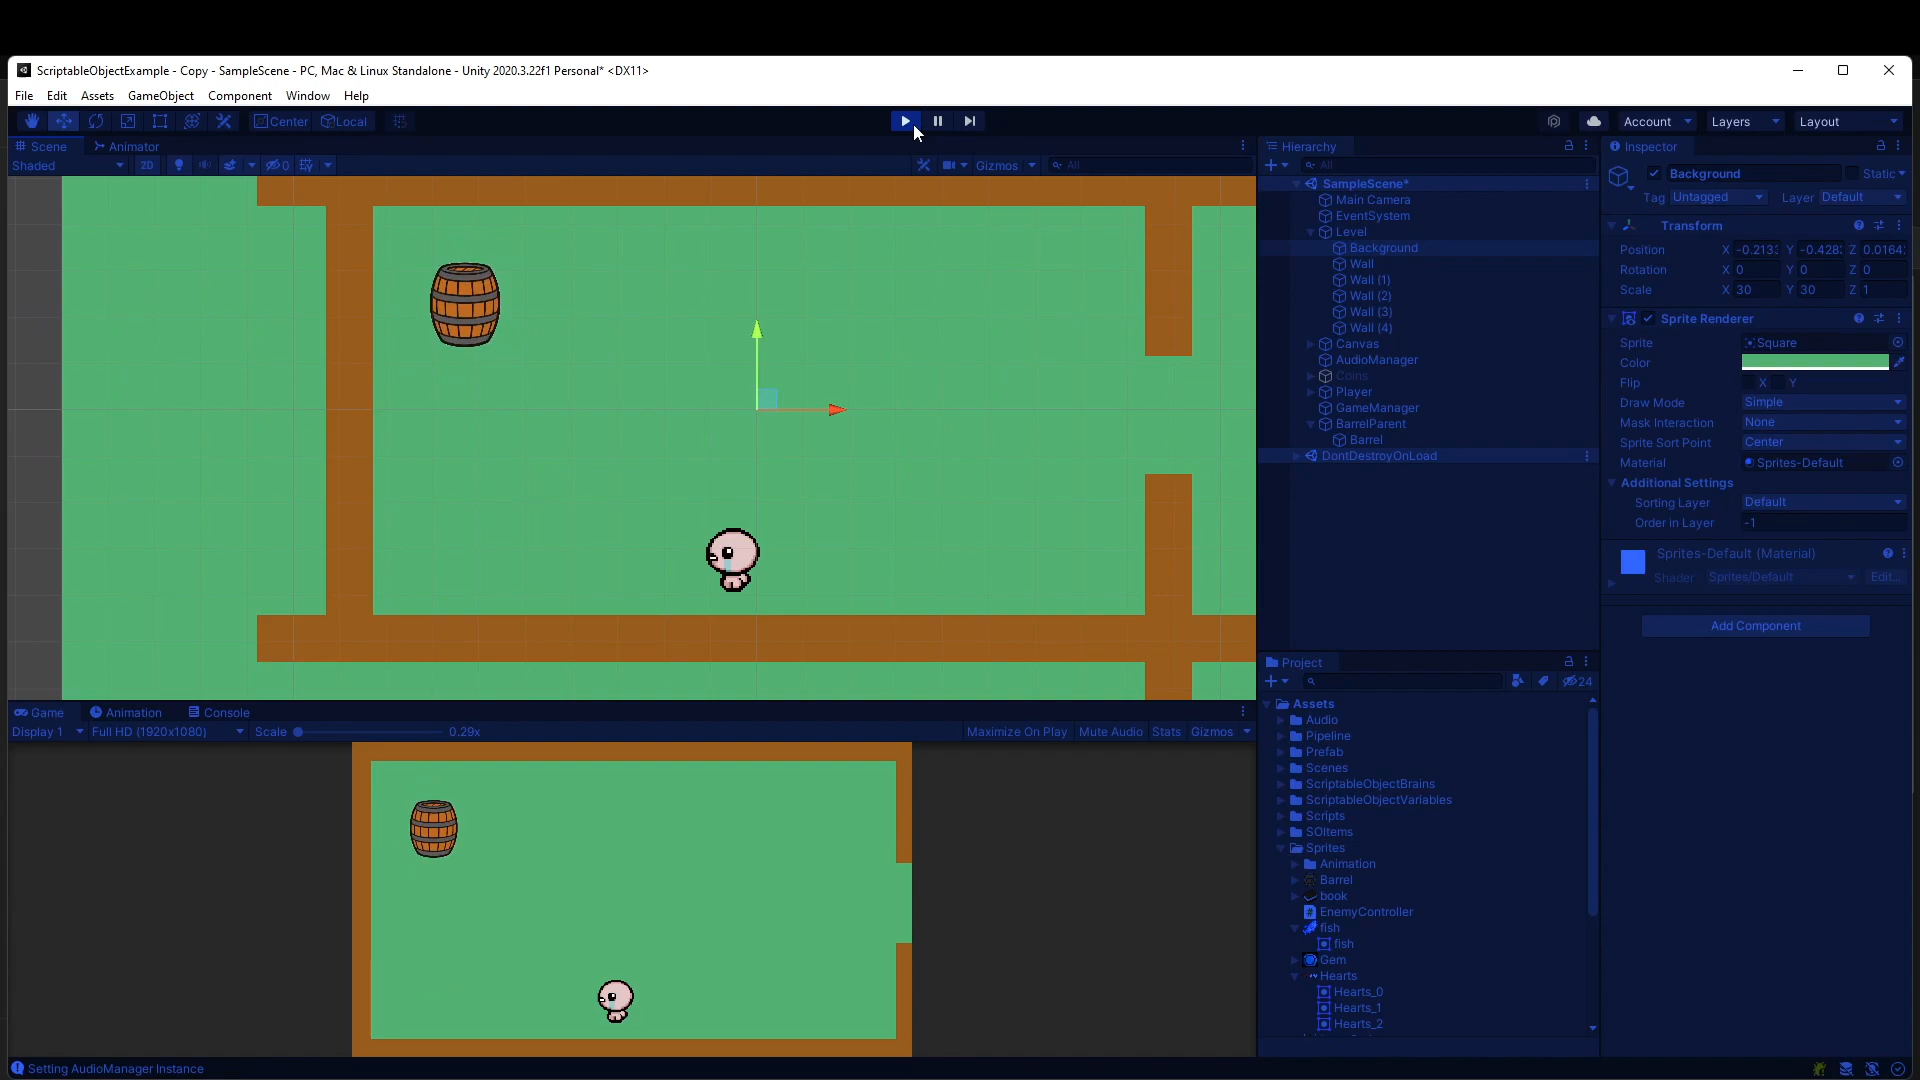 ScriptableObjectExample - Copy - SampleScene - PC, Mac & Linux Standalone - Unity 2020.3.22f1 Personal* <DX11>
File Edit Assets GameObject Component Window Help
Center Local Account Layers Layout
Scene Animator
Shaded 2D 0 Gizmos All
Hierarchy
All
SampleScene*
Main Camera
EventSystem
Level
Background
Wall
Wall (1)
Wall (2)
Wall (3)
Wall (4)
Canvas
AudioManager
Coins
Player
GameManager
BarrelParent
Barrel
DontDestroyOnLoad
Inspector
Background Static
Tag Untagged Layer Default
Transform
Position X -0.213 Y -0.428 Z 0.0164
Rotation X 0 Y 0 Z 0
Scale X 30 Y 30 Z 1
Sprite Renderer
Sprite Square
Color
Flip X Y
Draw Mode Simple
Mask Interaction None
Sprite Sort Point Center
Material Sprites-Default
Additional Settings
Sorting Layer Default
Order in Layer -1
Sprites-Default (Material)
Shader Sprites/Default Edit...
Add Component
Project
24
Assets
Audio
Pipeline
Prefab
Scenes
ScriptableObjectBrains
ScriptableObjectVariables
Scripts
SOItems
Sprites
Animation
Barrel
book
EnemyController
fish
fish
Gem
Hearts
Hearts_0
Hearts_1
Hearts_2
Game Animation Console
Display 1 Full HD (1920x1080) Scale 0.29x Maximize On Play Mute Audio Stats Gizmos
Setting AudioManager Instance